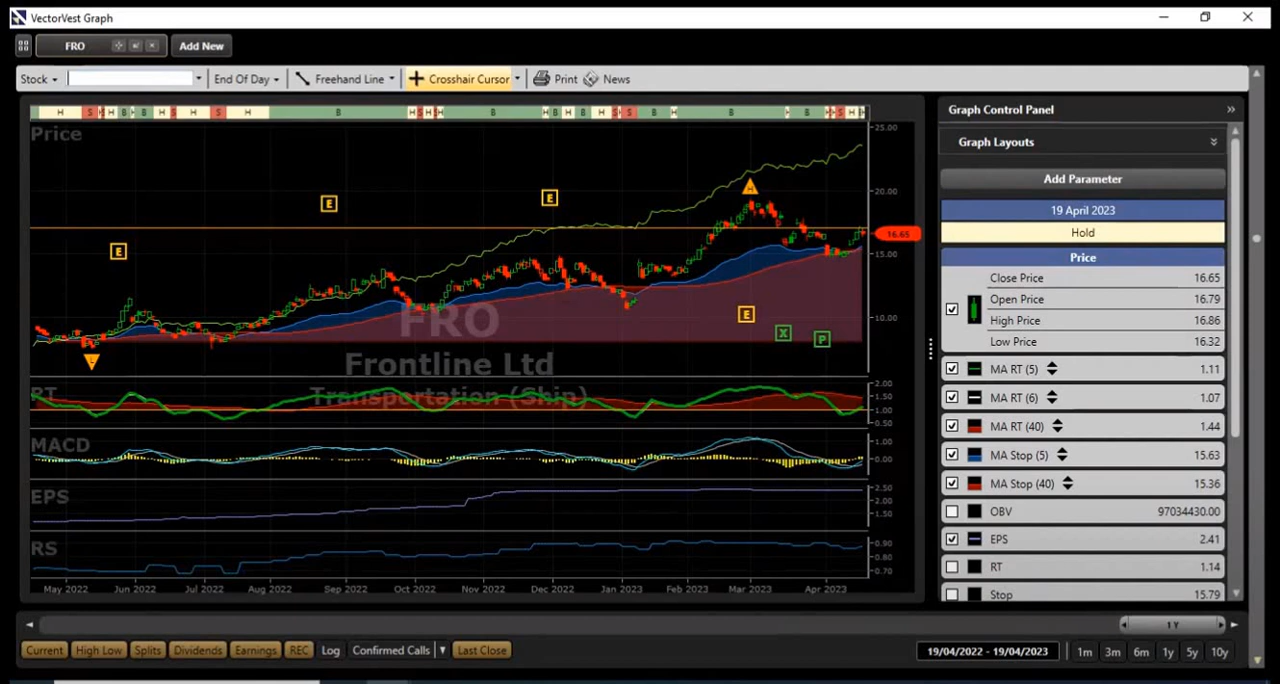 VectorVest Graph
FRO
Add New
Stock
End Of Day
Freehand Line
Crosshair Cursor
Print
News
H S H B H B H S H S H B H S H S H B H B H B H S H S B H B H B S H
Price
25.00
20.00
16.65
15.00
10.00
E
E
E
E
H
L
X
P
FRO
Frontline Ltd
Transportation (Ship)
RT
2.00
1.50
1.00
0.50
MACD
1.00
0.00
EPS
2.50
2.00
1.50
RS
0.90
0.80
0.70
May 2022 Jun 2022 Jul 2022 Aug 2022 Sep 2022 Oct 2022 Nov 2022 Dec 2022 Jan 2023 Feb 2023 Mar 2023 Apr 2023
Graph Control Panel
Graph Layouts
Add Parameter
19 April 2023
Hold
Price
Close Price 16.65
Open Price 16.79
High Price 16.86
Low Price 16.32
MA RT (5) 1.11
MA RT (6) 1.07
MA RT (40) 1.44
MA Stop (5) 15.63
MA Stop (40) 15.36
OBV 97034430.00
EPS 2.41
RT 1.14
Stop 15.79
1 Y
Current High Low Splits Dividends Earnings REC Log Confirmed Calls Last Close
19/04/2022 - 19/04/2023
1m 3m 6m 1y 5y 10y